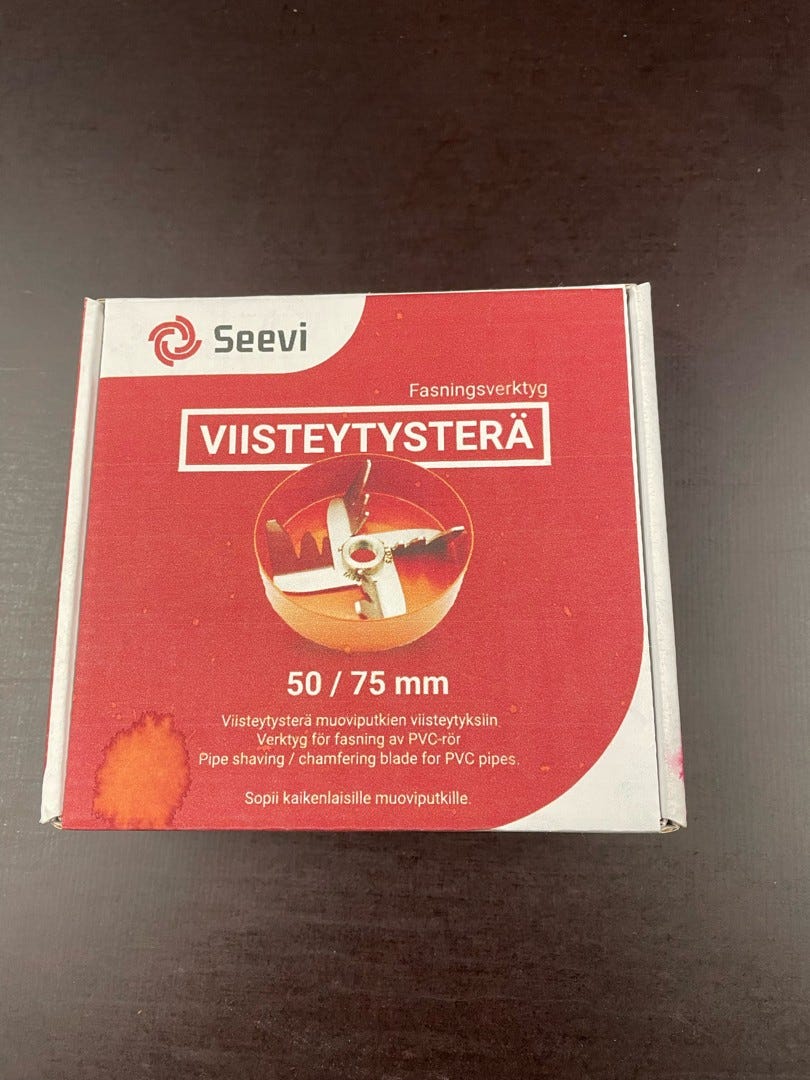 Seevi
Fasningsverktyg
VIISTEYTYSTERÄ
50 / 75 mm
Viisteytysterä muoviputkien viisteytyksiin
Verktyg för fasning av PVC-rör
Pipe shaving / chamfering blade for PVC pipes.
Sopii kaikenlaisille muoviputkille.